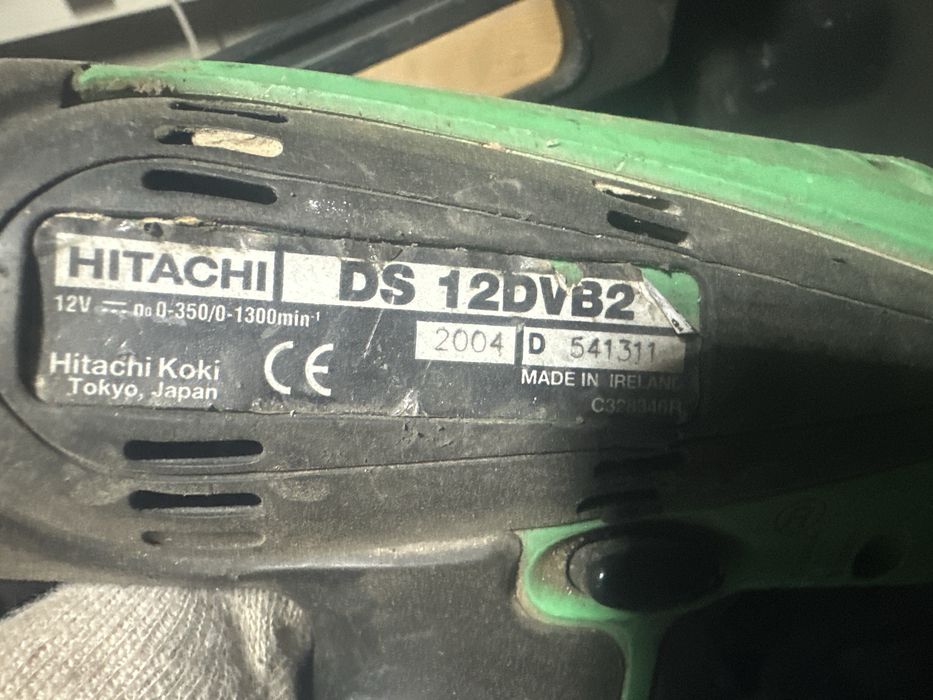 HITACHI DS 12DVB2
12V ⎓ n₀ 0-350/0-1300min⁻¹
2004 D 541311
Hitachi Koki
Tokyo, Japan
CE
MADE IN IRELAND